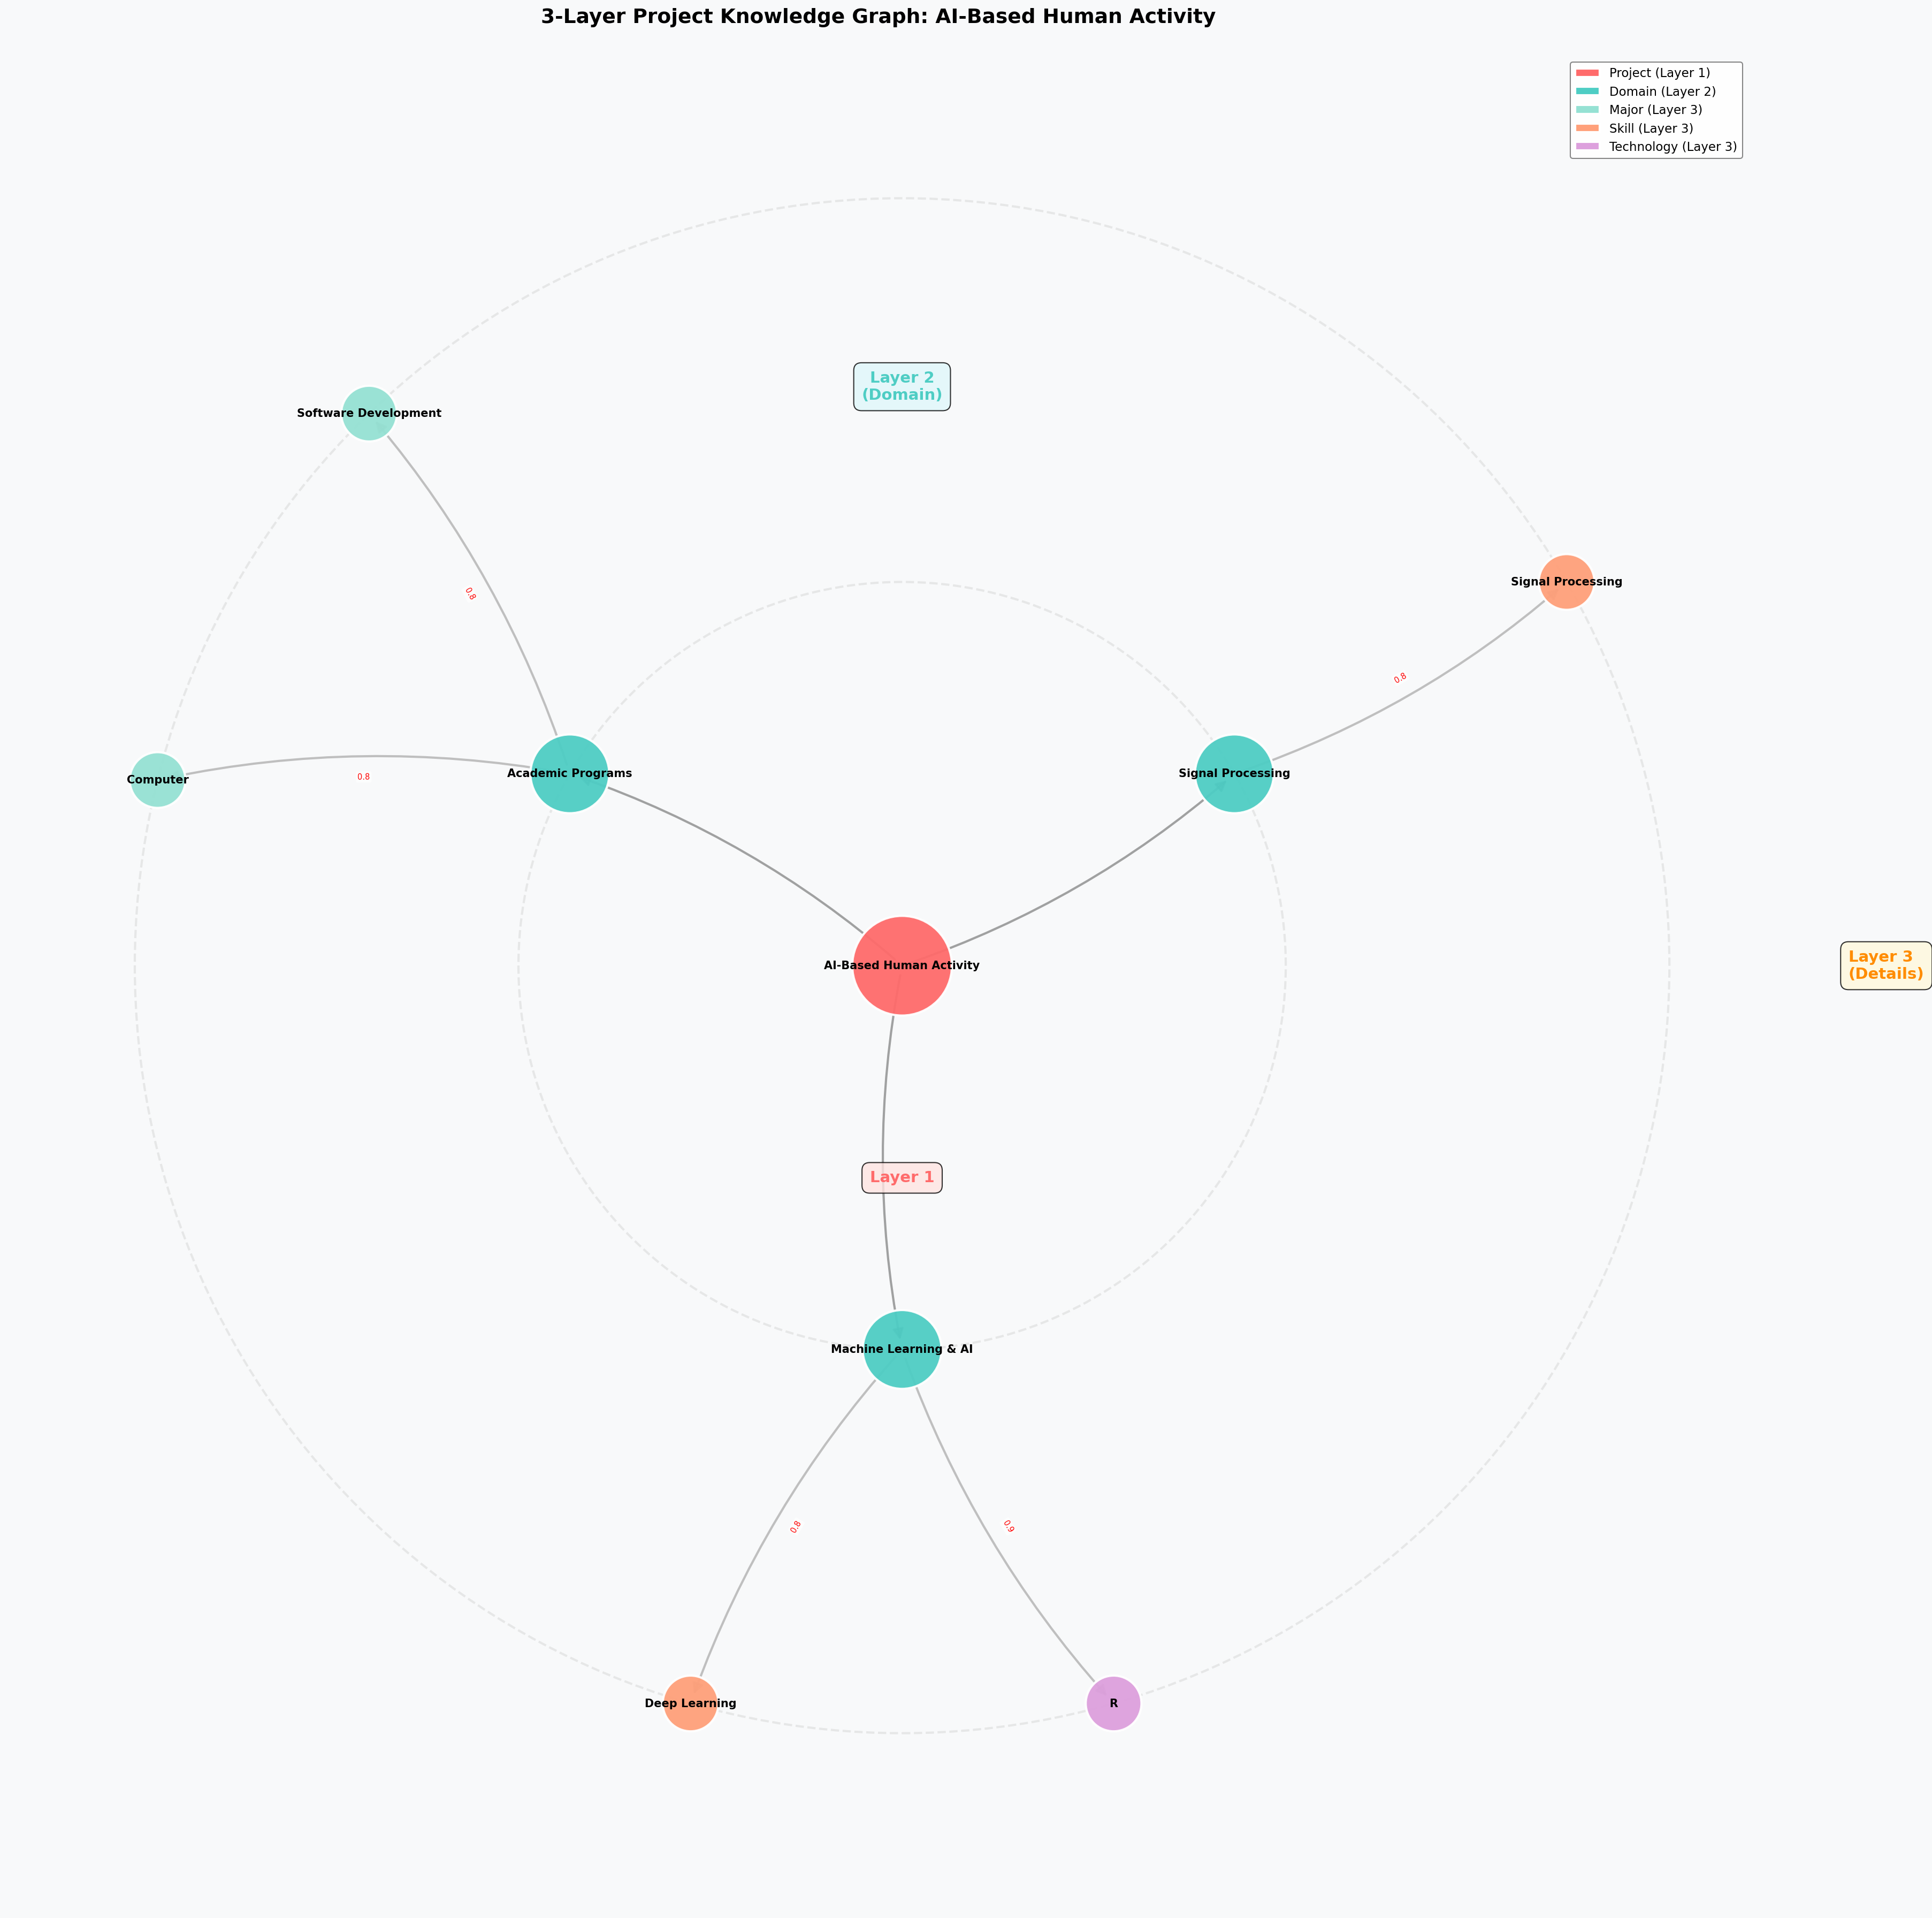 3-Layer Project Knowledge Graph: AI-Based Human Activity
Project (Layer 1)
Domain (Layer 2)
Major (Layer 3)
Skill (Layer 3)
Technology (Layer 3)
Layer 2
(Domain)
Software Development
Signal Processing
0.8
0.8
Academic Programs
Signal Processing
Computer
0.8
AI-Based Human Activity
Layer 3
(Details)
Layer 1
Machine Learning & AI
0.8
0.9
Deep Learning
R